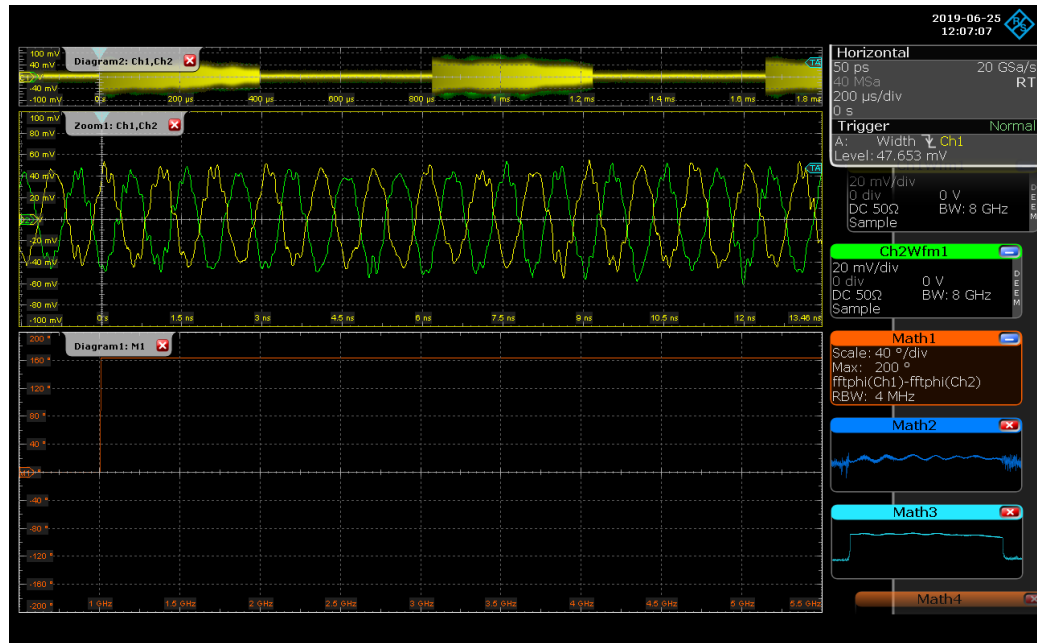 2019-06-25
12:07:07
Diagram2: Ch1,Ch2
100 mV
40 mV
-40 mV
-100 mV
0 s 200 µs 400 µs 600 µs 800 µs 1 ms 1.2 ms 1.4 ms 1.6 ms 1.8 ms
TA
Zoom1: Ch1,Ch2
100 mV
80 mV
60 mV
40 mV
20 mV
-20 mV
-40 mV
-60 mV
-80 mV
-100 mV
0 s 1.5 ns 3 ns 4.5 ns 6 ns 7.5 ns 9 ns 10.5 ns 12 ns 13.46 ns
TA
Diagram1: M1
200 °
160 °
120 °
80 °
40 °
M1
-40 °
-80 °
-120 °
-160 °
-200 °
1 GHz 1.5 GHz 2 GHz 2.5 GHz 3 GHz 3.5 GHz 4 GHz 4.5 GHz 5 GHz 5.5 GHz
Horizontal
50 ps 20 GSa/s
40 MSa RT
200 µs/div
0 s
Trigger Normal
A: Width Ch1
Level: 47.653 mV
20 mV/div
0 div 0 V
DC 50Ω BW: 8 GHz
Sample
Ch2Wfm1
20 mV/div
0 div 0 V
DC 50Ω BW: 8 GHz
Sample
DEEM
Math1
Scale: 40 °/div
Max: 200 °
fftphi(Ch1)-fftphi(Ch2)
RBW: 4 MHz
Math2
Math3
Math4